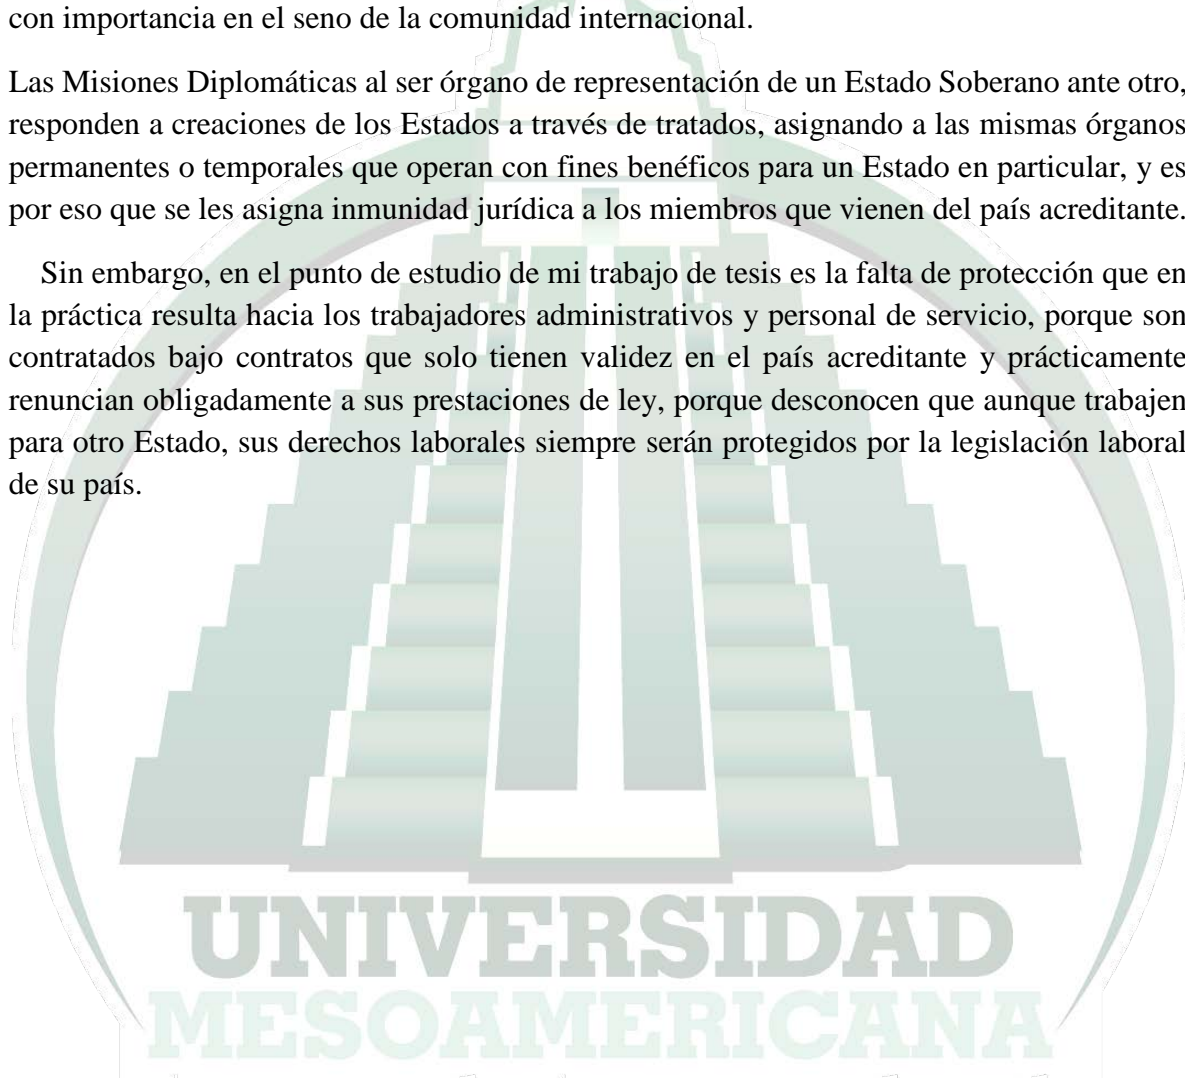 con importancia en el seno de la comunidad internacional.
Las Misiones Diplomáticas al ser órgano de representación de un Estado Soberano ante otro,
responden a creaciones de los Estados a través de tratados, asignando a las mismas órganos
permanentes o temporales que operan con fines benéficos para un Estado en particular, y es
por eso que se les asigna inmunidad jurídica a los miembros que vienen del país acreditante.
Sin embargo, en el punto de estudio de mi trabajo de tesis es la falta de protección que en
la práctica resulta hacia los trabajadores administrativos y personal de servicio, porque son
contratados bajo contratos que solo tienen validez en el país acreditante y prácticamente
renuncian obligadamente a sus prestaciones de ley, porque desconocen que aunque trabajen
para otro Estado, sus derechos laborales siempre serán protegidos por la legislación laboral
de su país.
UNIVERSIDAD
MESOAMERICANA